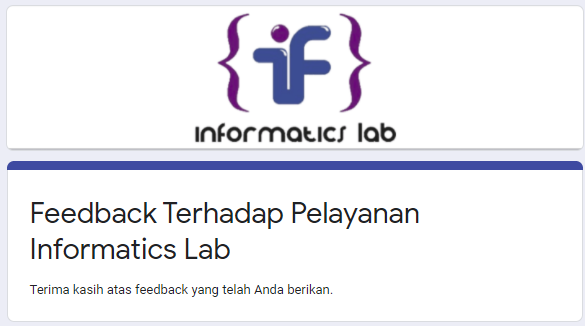 {if}
informatics lab
Feedback Terhadap Pelayanan
Informatics Lab
Terima kasih atas feedback yang telah Anda berikan.